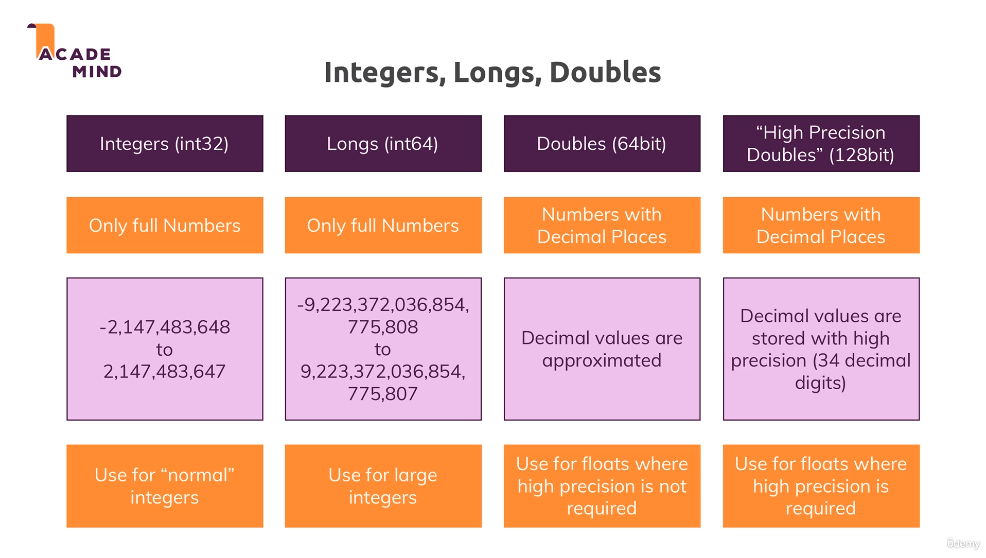 ACADE
MIND
Integers, Longs, Doubles
Integers (int32)
Longs (int64)
Doubles (64bit)
“High Precision
Doubles” (128bit)
Only full Numbers
Only full Numbers
Numbers with
Decimal Places
Numbers with
Decimal Places
-2,147,483,648
to
2,147,483,647
-9,223,372,036,854,
775,808
to
9,223,372,036,854,
775,807
Decimal values are
approximated
Decimal values are
stored with high
precision (34 decimal
digits)
Use for “normal”
integers
Use for large
integers
Use for floats where
high precision is not
required
Use for floats where
high precision is
required
ûdemy